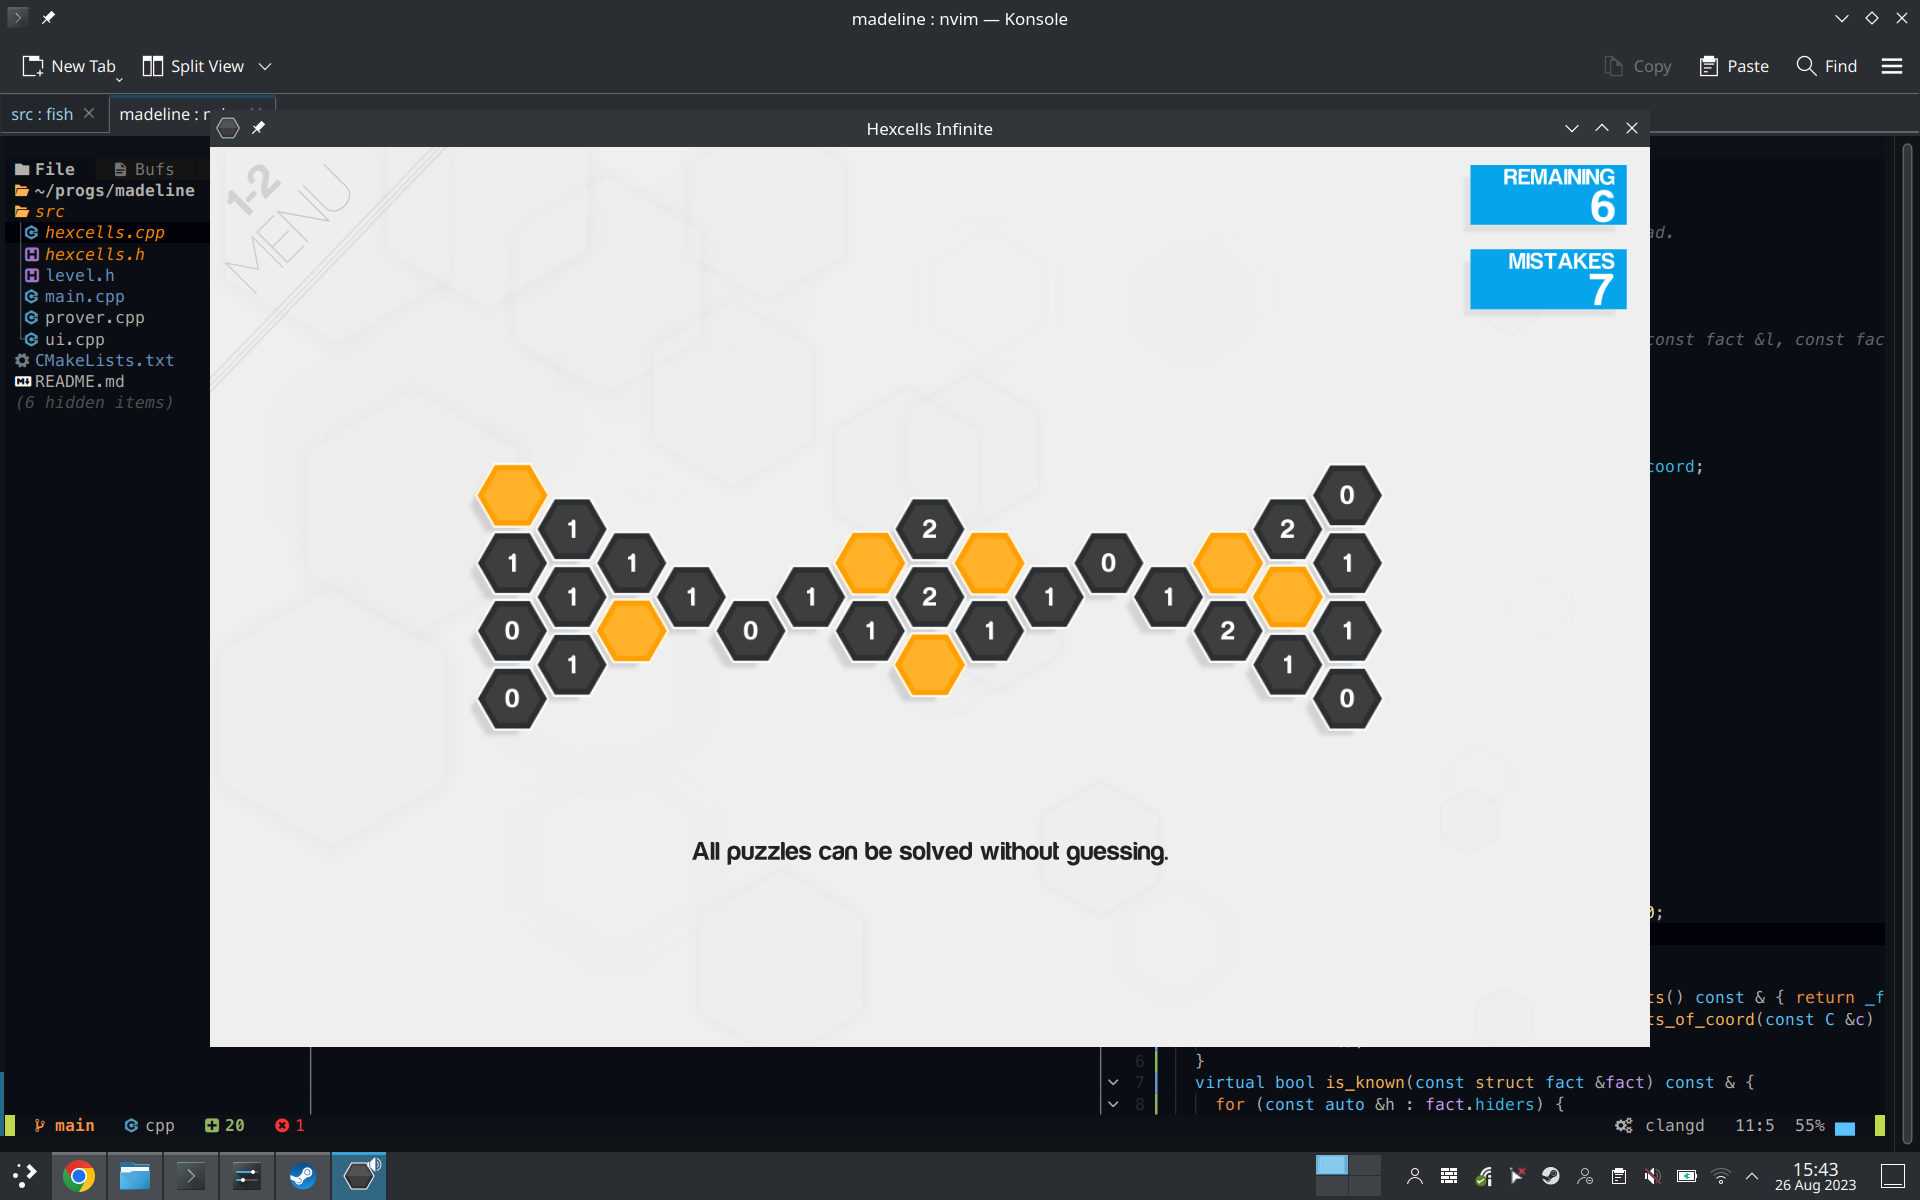 madeline : nvim — Konsole
New Tab
Split View
Copy
Paste
Find
src : fish
madeline : n
Hexcells Infinite
File
Bufs
~/progs/madeline
src
hexcells.cpp
hexcells.h
level.h
main.cpp
prover.cpp
ui.cpp
CMakeLists.txt
README.md
(6 hidden items)
1-2
MENU
REMAINING
6
MISTAKES
7
ad.
const fact &l, const fac
coord;
0
1 2 2
1 1 0 1
1 1 2 1 1
0 0 1 1 2 1
1 1
0 0
All puzzles can be solved without guessing.
0;
ts() const & { return _f
ts_of_coord(const C &c)
6 }
7 virtual bool is_known(const struct fact &fact) const & {
8 for (const auto &h : fact.hiders) {
main
cpp
20
1
clangd
11:5
55%
15:43
26 Aug 2023